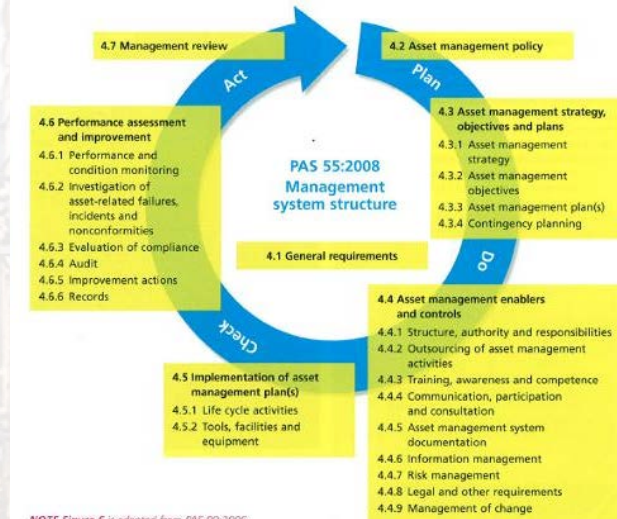 4.7 Management review
4.2 Asset management policy
Act
Plan
4.6 Performance assessment
and improvement
4.6.1 Performance and
condition monitoring
4.6.2 Investigation of
asset-related failures,
incidents and
nonconformities
4.6.3 Evaluation of compliance
4.6.4 Audit
4.6.5 Improvement actions
4.6.6 Records
4.3 Asset management strategy,
objectives and plans
4.3.1 Asset management
strategy
4.3.2 Asset management
objectives
4.3.3 Asset management plan(s)
4.3.4 Contingency planning
PAS 55:2008
Management
system structure
4.1 General requirements
Do
Check
4.4 Asset management enablers
and controls
4.4.1 Structure, authority and responsibilities
4.4.2 Outsourcing of asset management
activities
4.4.3 Training, awareness and competence
4.4.4 Communication, participation
and consultation
4.4.5 Asset management system
documentation
4.4.6 Information management
4.4.7 Risk management
4.4.8 Legal and other requirements
4.4.9 Management of change
4.5 Implementation of asset
management plan(s)
4.5.1 Life cycle activities
4.5.2 Tools, facilities and
equipment